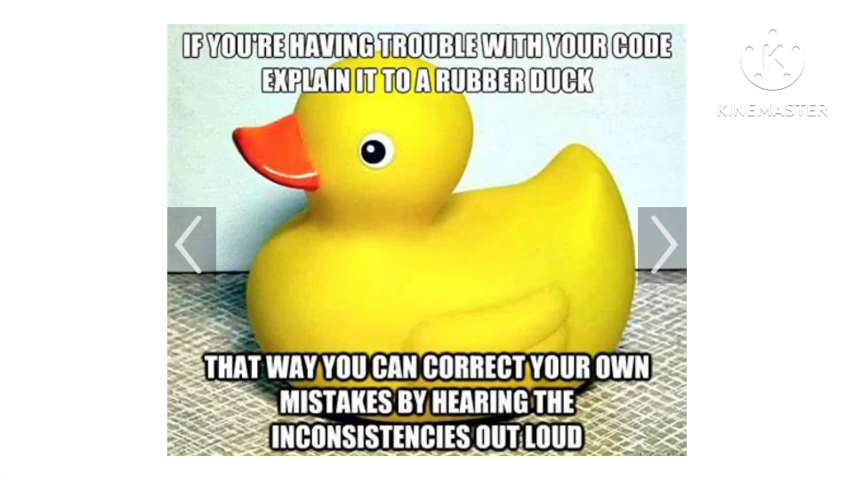 IF YOU'RE HAVING TROUBLE WITH YOUR CODE
EXPLAIN IT TO A RUBBER DUCK
KINEMASTER
THAT WAY YOU CAN CORRECT YOUR OWN
MISTAKES BY HEARING THE
INCONSISTENCIES OUT LOUD